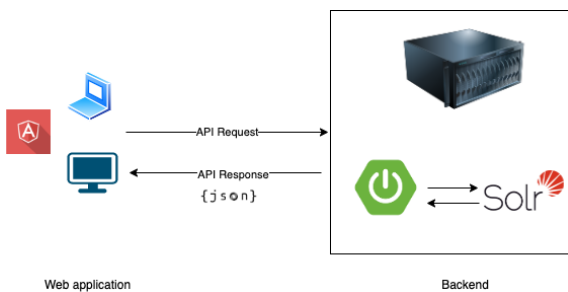 API Request
API Response
{json}
Solr
Web application
Backend